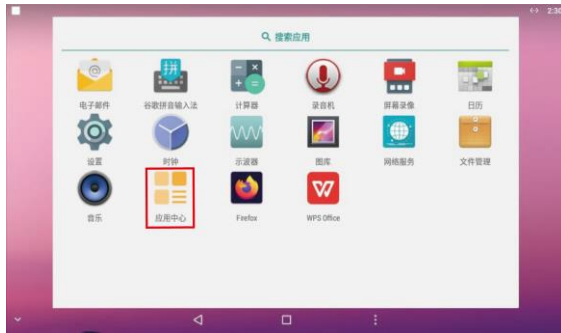 2:30
搜索应用
电子邮件 谷歌拼音输入法 计算器 录音机 屏幕录像 日历
设置 时钟 示波器 图库 网络服务 文件管理
音乐 应用中心 Firefox WPS Office